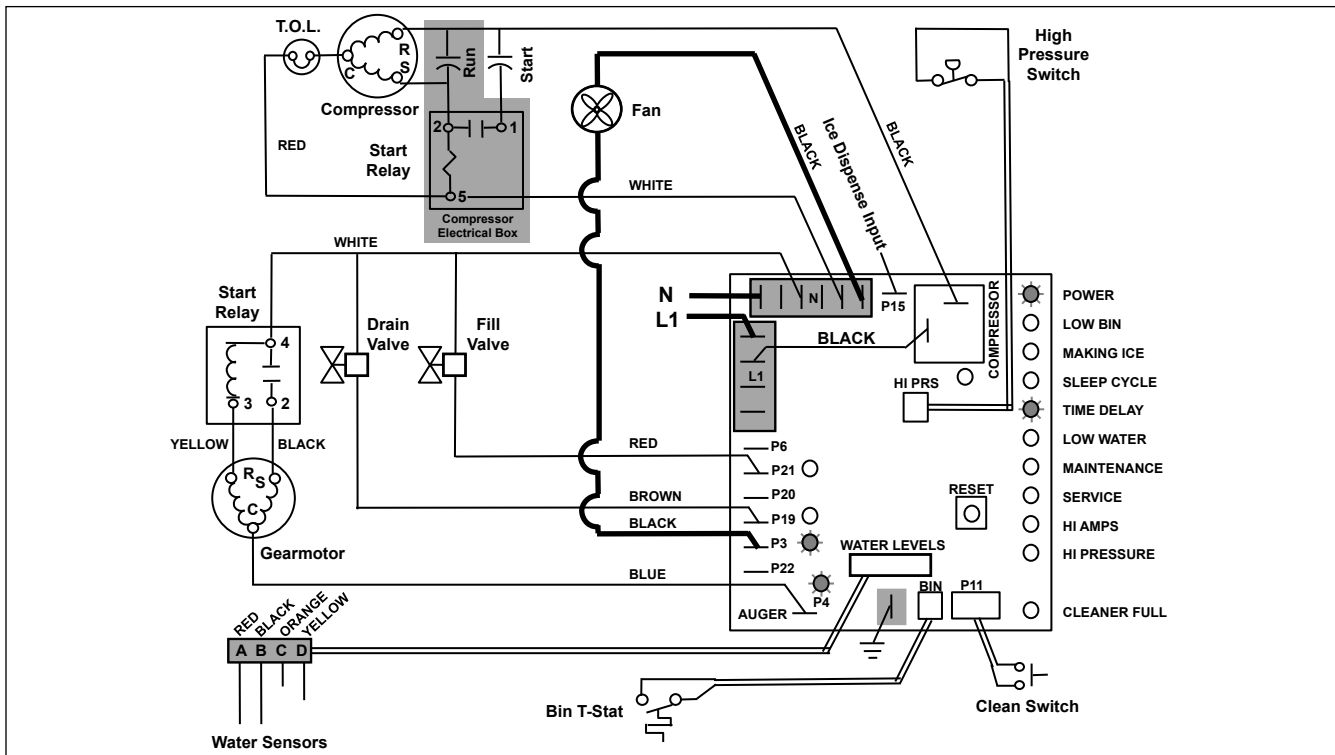 T.O.L.
R
S
C
Compressor
Run
Start
2
1
Start
Relay
5
Compressor
Electrical Box
RED
WHITE
Fan
BLACK
Ice Dispense Input
BLACK
High
Pressure
Switch
WHITE
Start
Relay
4
3
2
YELLOW
BLACK
R
S
C
Gearmotor
Drain
Valve
Fill
Valve
N
L1
N
P15
BLACK
L1
COMPRESSOR
HI PRS
POWER
LOW BIN
MAKING ICE
SLEEP CYCLE
TIME DELAY
LOW WATER
MAINTENANCE
SERVICE
HI AMPS
HI PRESSURE
CLEANER FULL
RED
BROWN
BLACK
BLUE
P6
P21
P20
P19
P3
P22
P4
AUGER
RESET
WATER LEVELS
BIN
P11
RED
BLACK
ORANGE
YELLOW
A B C D
Water Sensors
Bin T-Stat
Clean Switch